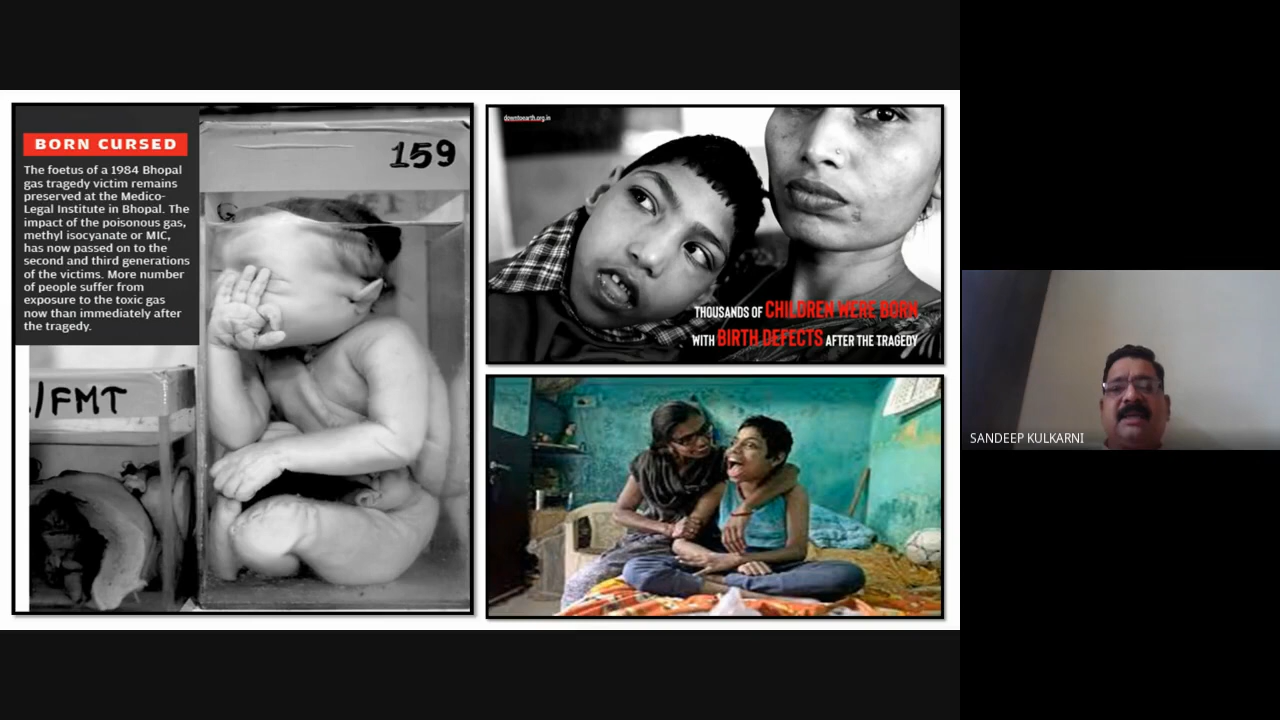 BORN CURSED
The foetus of a 1984 Bhopal
gas tragedy victim remains
preserved at the Medico-
Legal Institute in Bhopal. The
impact of the poisonous gas,
methyl isocyanate or MIC,
has now passed on to the
second and third generations
of the victims. More number
of people suffer from
exposure to the toxic gas
now than immediately after
the tragedy.
159
G
/FMT
downtoearth.org.in
THOUSANDS OF CHILDREN WERE BORN
WITH BIRTH DEFECTS AFTER THE TRAGEDY
SANDEEP KULKARNI